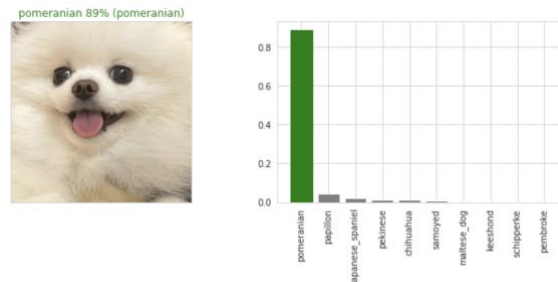 pomeranian 89% (pomeranian)
0.8
0.6
0.4
0.2
0.0
pomeranian
papillon
apanese_spaniel
pekinese
chihuahua
samoyed
maltese_dog
keeshond
schipperke
pembroke